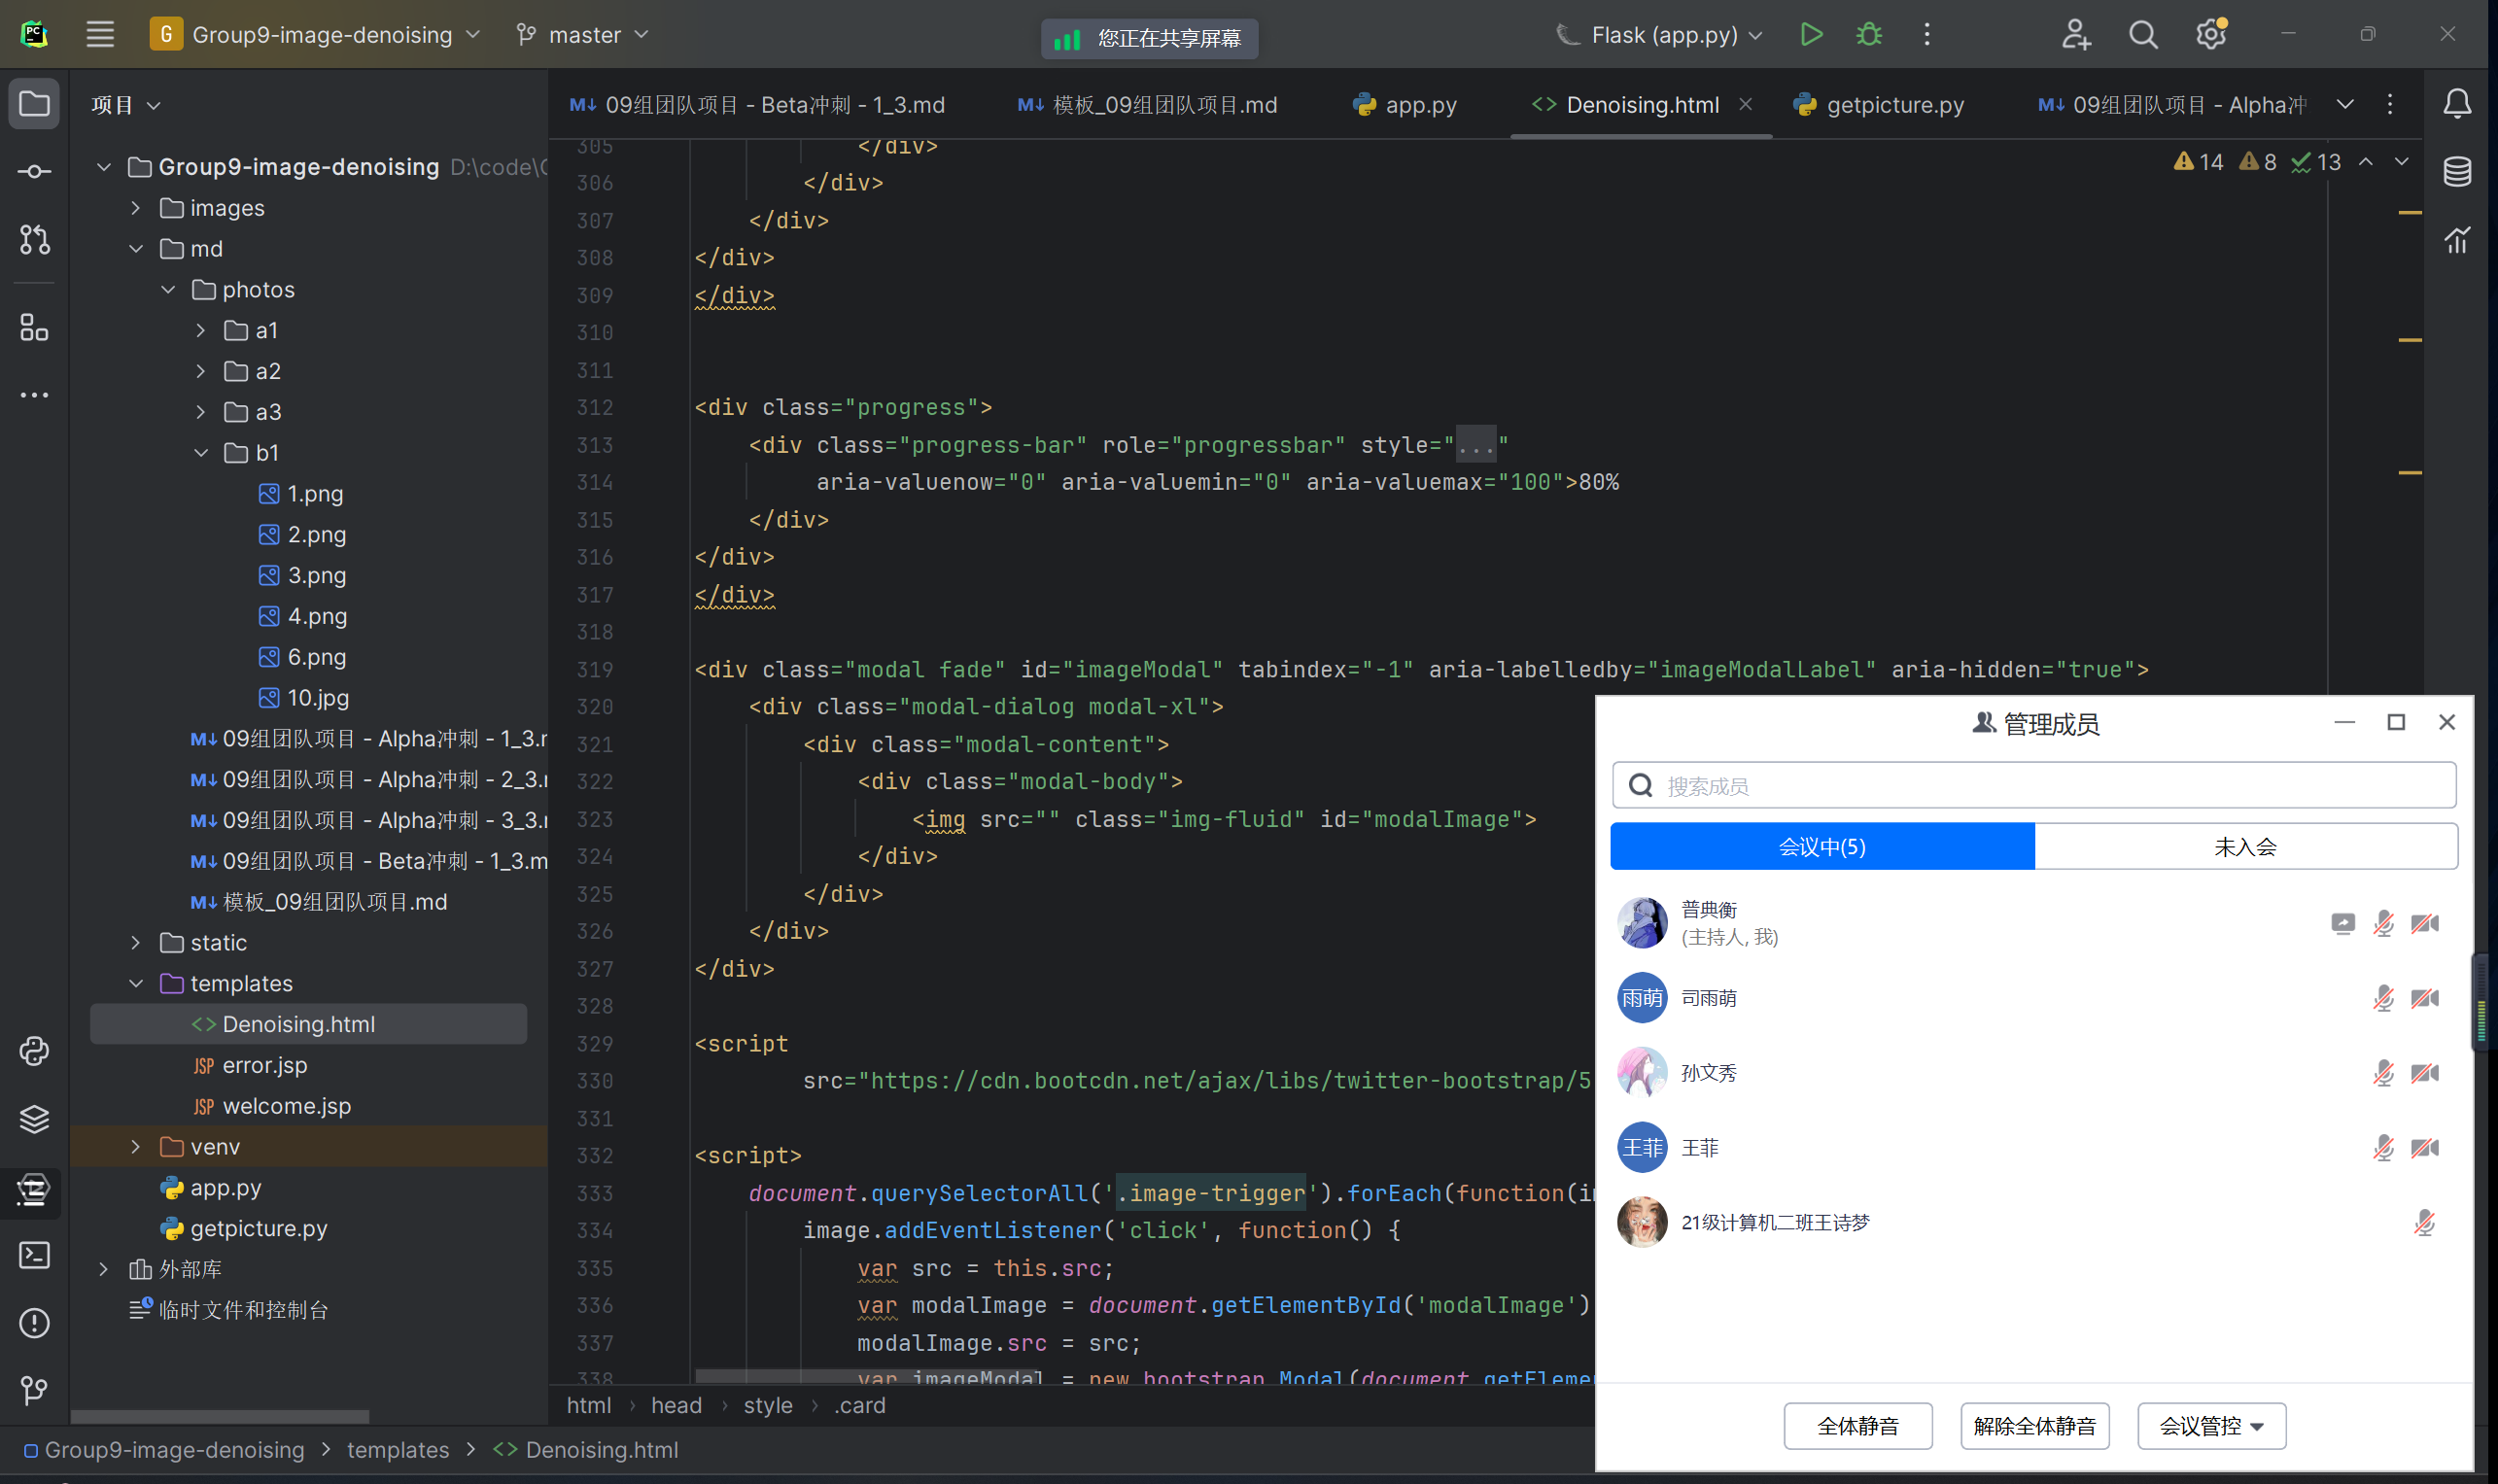 PC
G Group9-image-denoising
master
您正在共享屏幕
Flask (app.py)
项目
09组团队项目 - Beta冲刺 - 1_3.md
模板_09组团队项目.md
app.py
Denoising.html
getpicture.py
09组团队项目 - Alpha冲
14 8 13
Group9-image-denoising D:\code\
images
md
photos
a1
a2
a3
b1
1.png
2.png
3.png
4.png
6.png
10.jpg
09组团队项目 - Alpha冲刺 - 1_3.
09组团队项目 - Alpha冲刺 - 2_3.
09组团队项目 - Alpha冲刺 - 3_3.
09组团队项目 - Beta冲刺 - 1_3.m
模板_09组团队项目.md
static
templates
Denoising.html
JSP error.jsp
JSP welcome.jsp
venv
app.py
getpicture.py
外部库
临时文件和控制台
305 </div>
306 </div>
307 </div>
308 </div>
309 </div>
310
311
312 <div class="progress">
313 <div class="progress-bar" role="progressbar" style="..."
314 aria-valuenow="0" aria-valuemin="0" aria-valuemax="100">80%
315 </div>
316 </div>
317 </div>
318
319 <div class="modal fade" id="imageModal" tabindex="-1" aria-labelledby="imageModalLabel" aria-hidden="true">
320 <div class="modal-dialog modal-xl">
321 <div class="modal-content">
322 <div class="modal-body">
323 <img src="" class="img-fluid" id="modalImage">
324 </div>
325 </div>
326 </div>
327 </div>
328
329 <script
330 src="https://cdn.bootcdn.net/ajax/libs/twitter-bootstrap/5
331
332 <script>
333 document.querySelectorAll('.image-trigger').forEach(function(i
334 image.addEventListener('click', function() {
335 var src = this.src;
336 var modalImage = document.getElementById('modalImage')
337 modalImage.src = src;
338 var imageModal = new bootstrap.Modal(document.getEleme
html › head › style › .card
Group9-image-denoising > templates > Denoising.html
管理成员
搜索成员
会议中(5)
未入会
普典衡
(主持人, 我)
雨萌 司雨萌
孙文秀
王菲 王菲
21级计算机二班王诗梦
全体静音
解除全体静音
会议管控